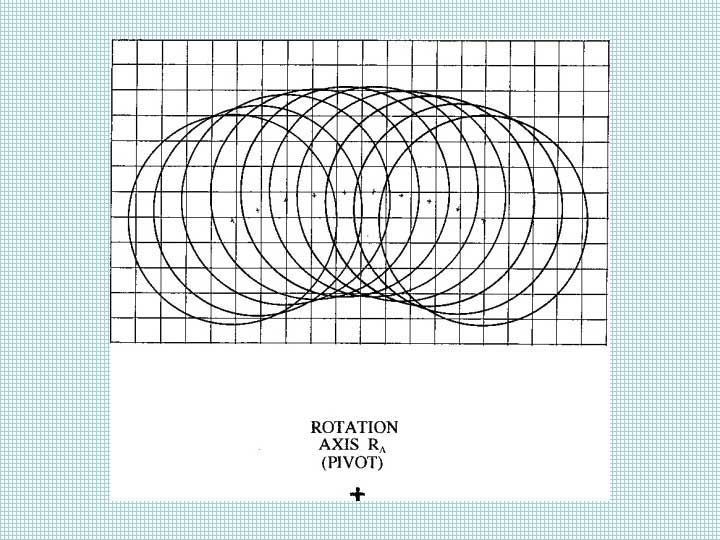 ROTATION
AXIS R_A
(PIVOT)